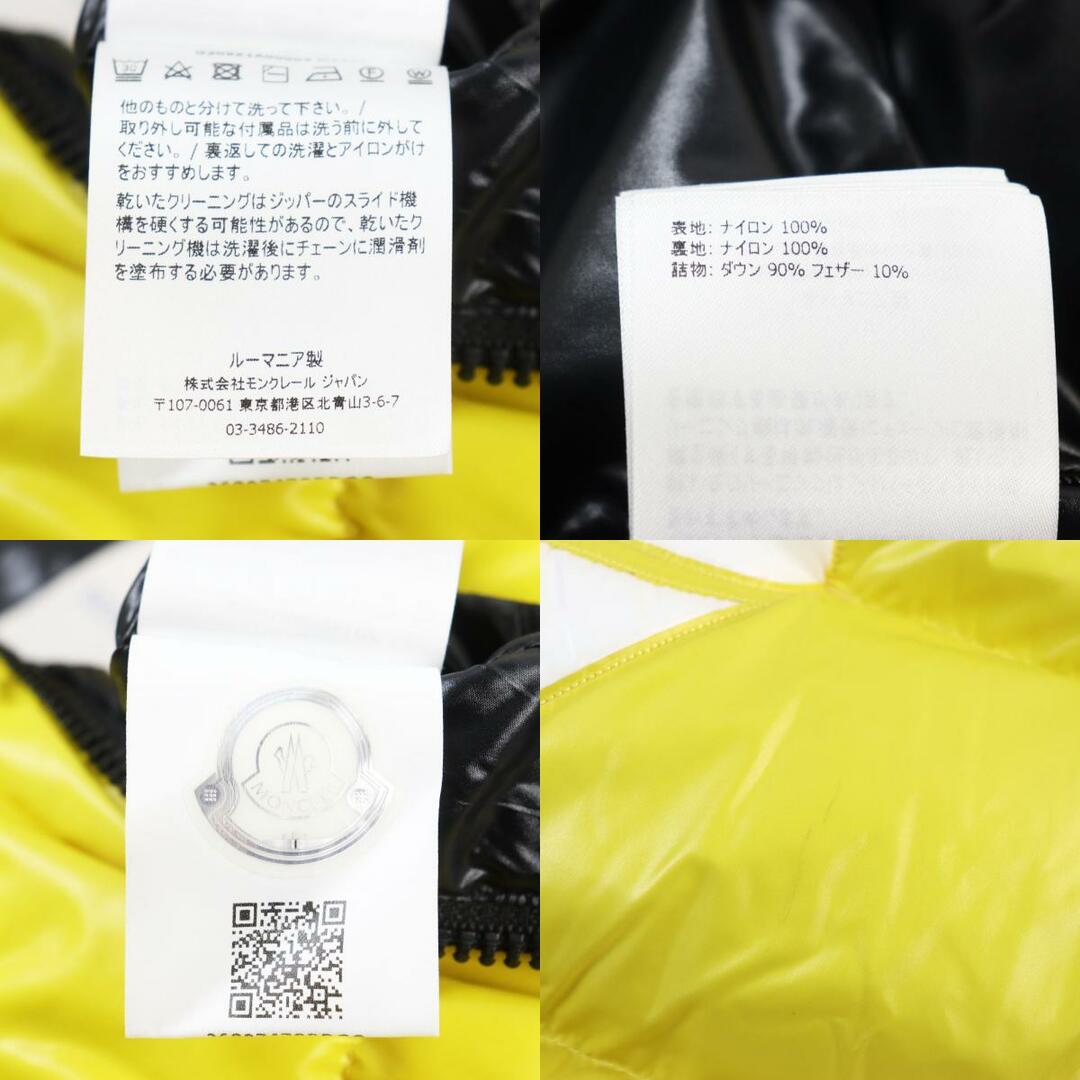 他のものと分けて洗って下さい。/
取り外し可能な付属品は洗う前に外して
ください。/ 裏返しての洗濯とアイロンがけ
をおすすめします。
乾いたクリーニングはジッパーのスライド機
構を硬くする可能性があるので、乾いたク
リーニング機は洗濯後にチェーンに潤滑剤
を塗布する必要があります。
ルーマニア製
株式会社モンクレール ジャパン
〒107-0061 東京都港区北青山3-6-7
03-3486-2110
表地: ナイロン 100%
裏地: ナイロン 100%
詰物: ダウン 90% フェザー 10%
MONCLER